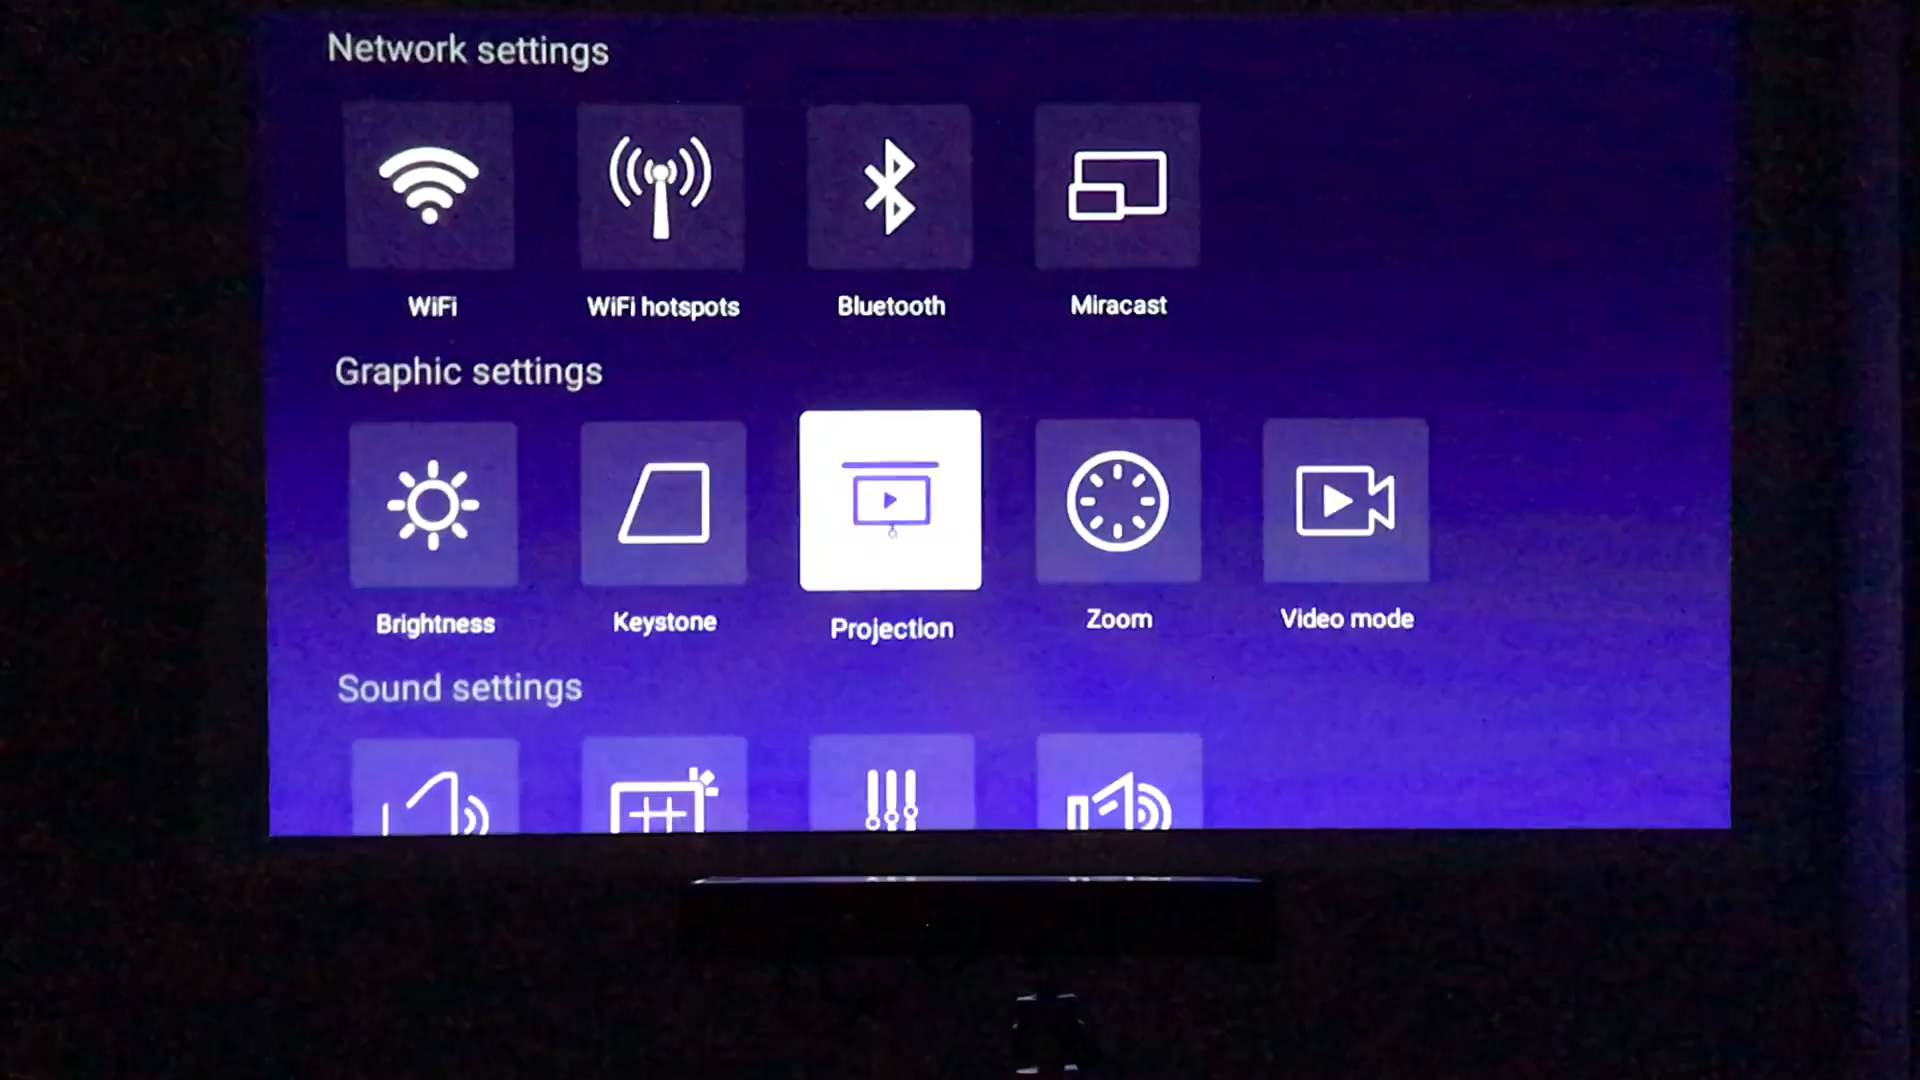 Network settings
WiFi
WiFi hotspots
Bluetooth
Miracast
Graphic settings
Brightness
Keystone
Projection
Zoom
Video mode
Sound settings